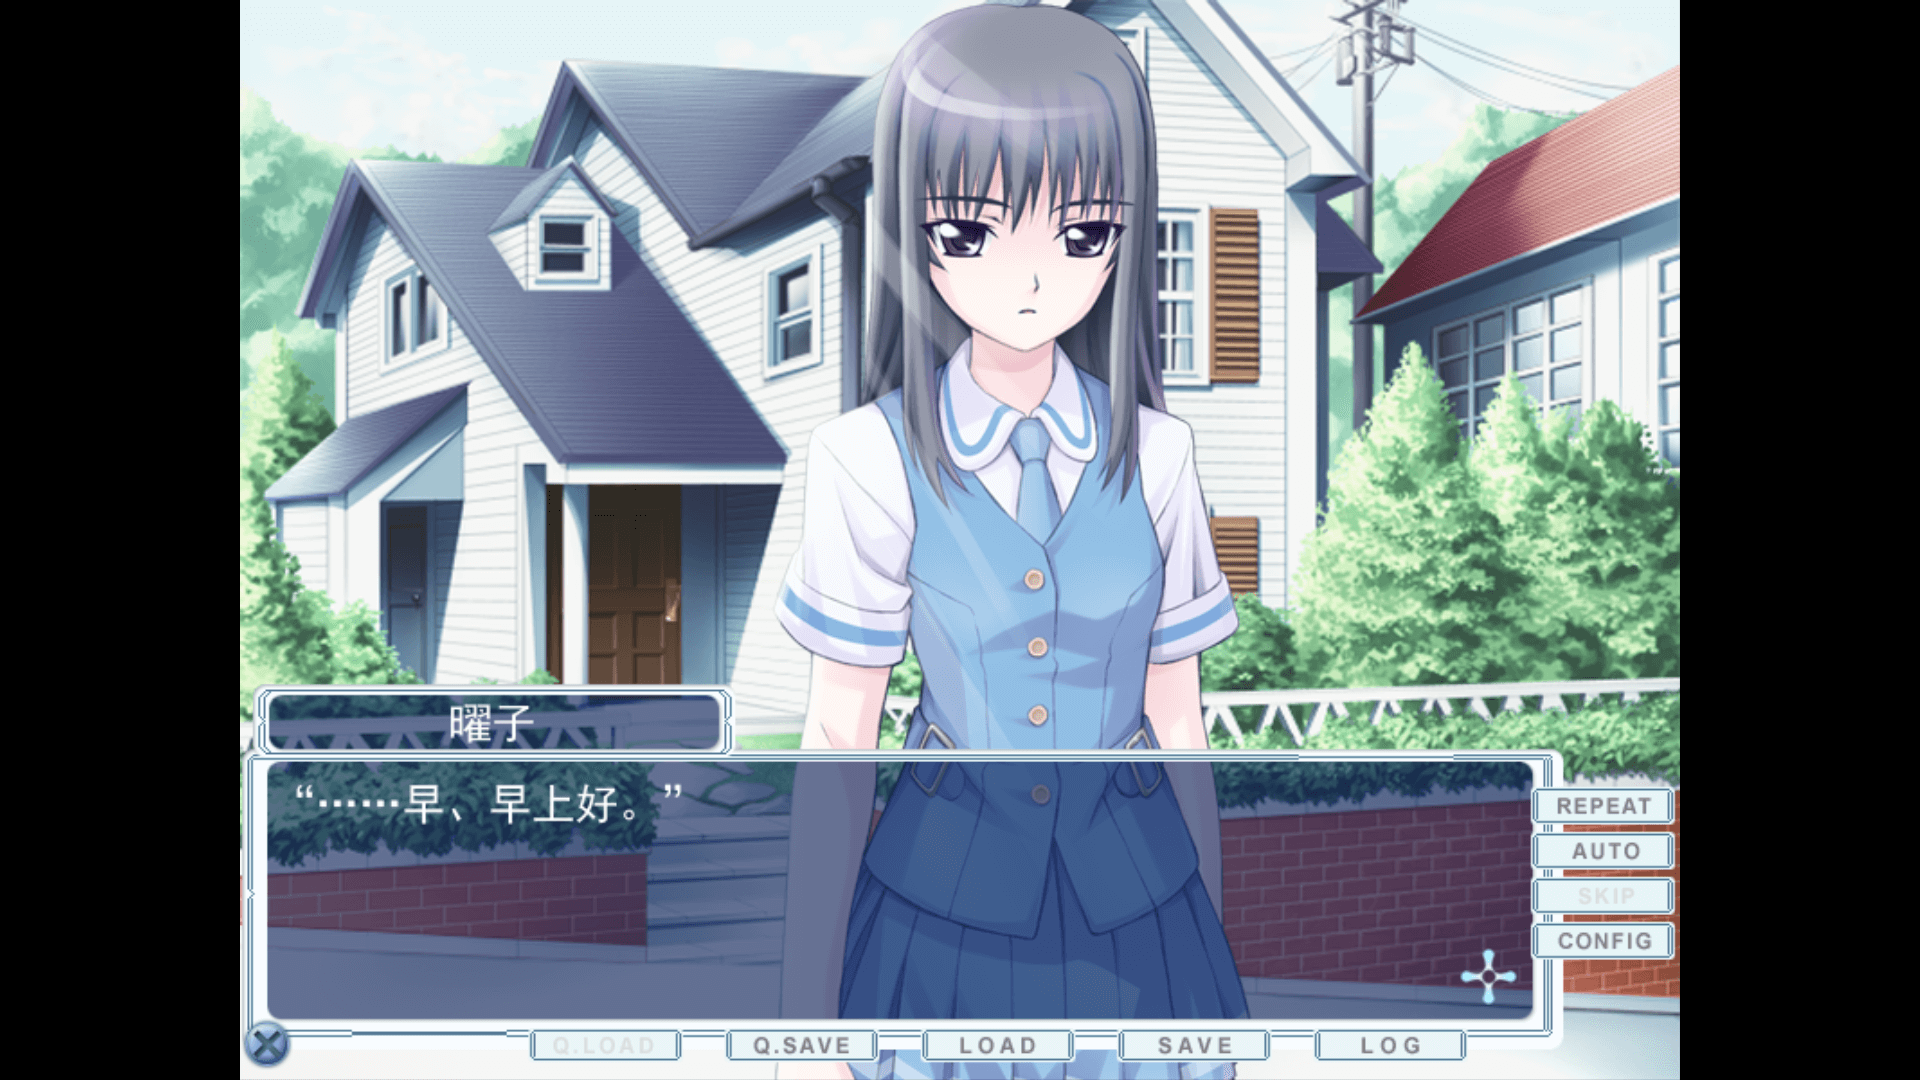 曜子
“……早、早上好。”
REPEAT
AUTO
SKIP
CONFIG
Q.LOAD
Q.SAVE
LOAD
SAVE
LOG